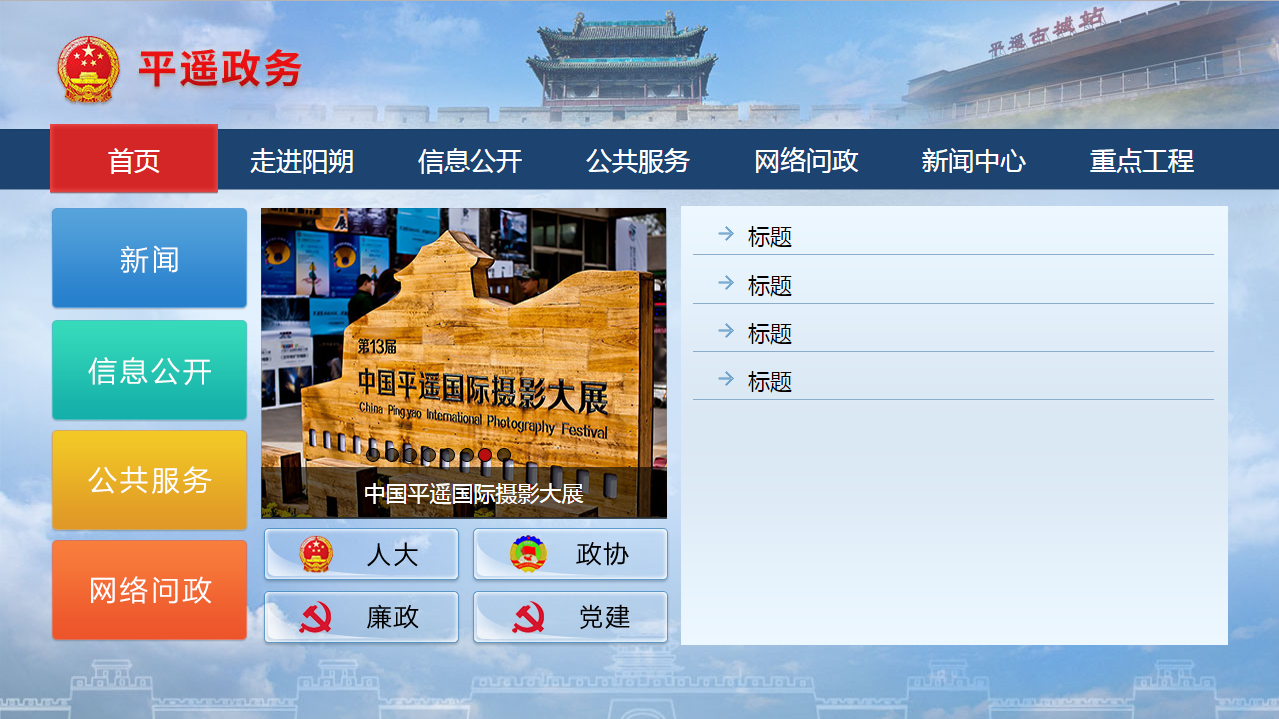 平遥政务
平遥古城站
首页
走进阳朔
信息公开
公共服务
网络问政
新闻中心
重点工程
新闻
信息公开
公共服务
网络问政
第13届
中国平遥国际摄影大展
China Pingyao International Photography Festival
中国平遥国际摄影大展
人大
政协
廉政
党建
标题
标题
标题
标题